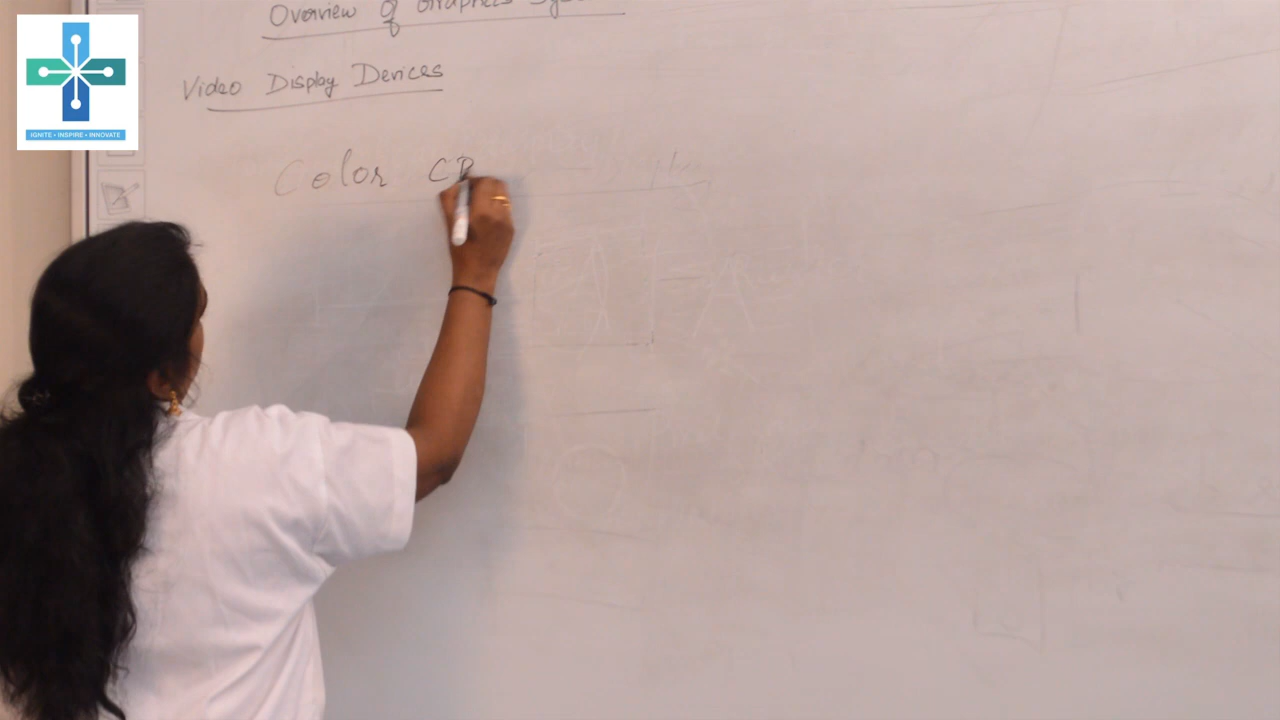 Overview of Graphics
Video Display Devices
Color CR
IGNITE • INSPIRE • INNOVATE